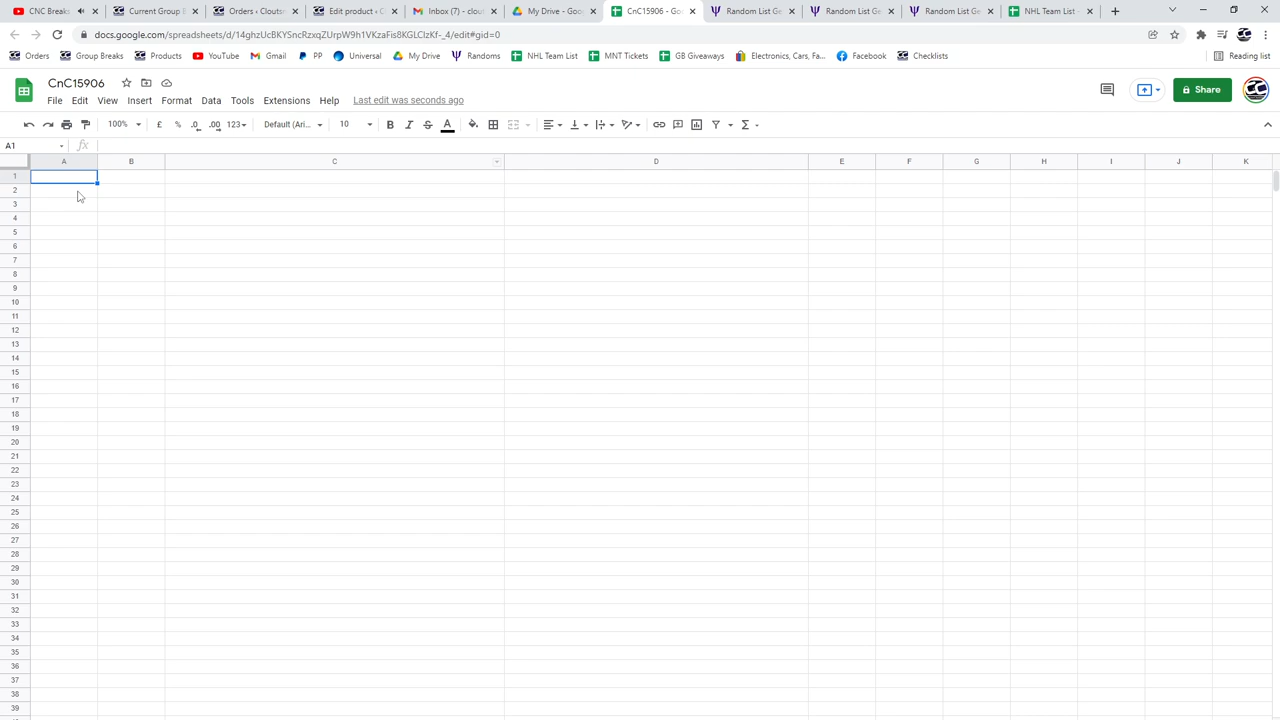 CNC Breaks
Current Group B
Orders ‹ Clouts
Edit product ‹ C
Inbox (7) - clou
My Drive - Goo
CnC15906 - Goo
Random List Ge
Random List Ge
Random List Ge
NHL Team List
docs.google.com/spreadsheets/d/14ghzUcBKYSncRzxqZUrpW9h1VKzaFis8KGLClzKf-_4/edit#gid=0
Orders
Group Breaks
Products
YouTube
Gmail
PP
Universal
My Drive
Randoms
NHL Team List
MNT Tickets
GB Giveaways
Electronics, Cars, Fa...
Facebook
Checklists
Reading list
CnC15906
File Edit View Insert Format Data Tools Extensions Help Last edit was seconds ago
Share
100% £ % .0 .00 123 Default (Ari... 10 B I S A
A1 fx
A B C D E F G H I J K
1
2
3
4
5
6
7
8
9
10
11
12
13
14
15
16
17
18
19
20
21
22
23
24
25
26
27
28
29
30
31
32
33
34
35
36
37
38
39